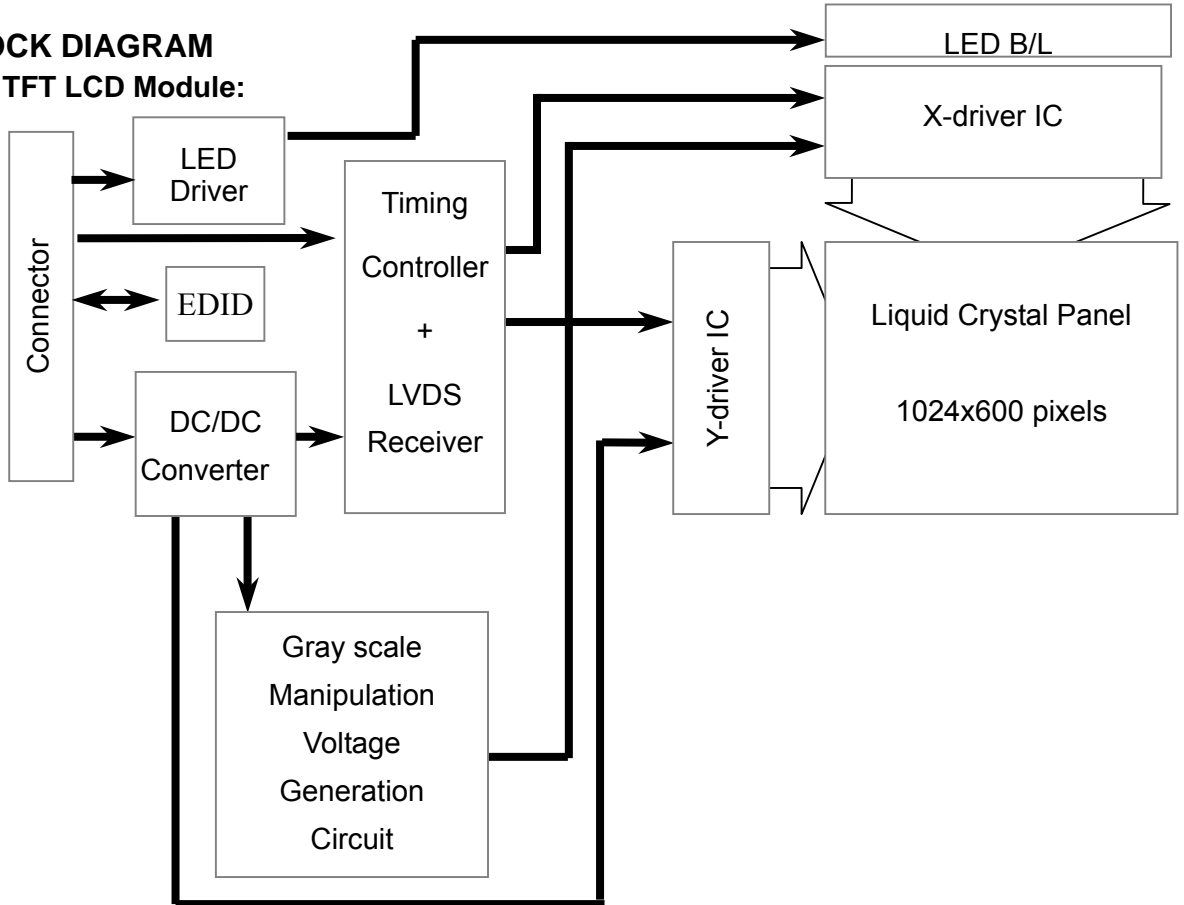 OCK DIAGRAM
TFT LCD Module:
LED B/L
X-driver IC
LED
Driver
Timing
Controller
+
LVDS
Receiver
Connector
EDID
DC/DC
Converter
Y-driver IC
Liquid Crystal Panel
1024x600 pixels
Gray scale
Manipulation
Voltage
Generation
Circuit